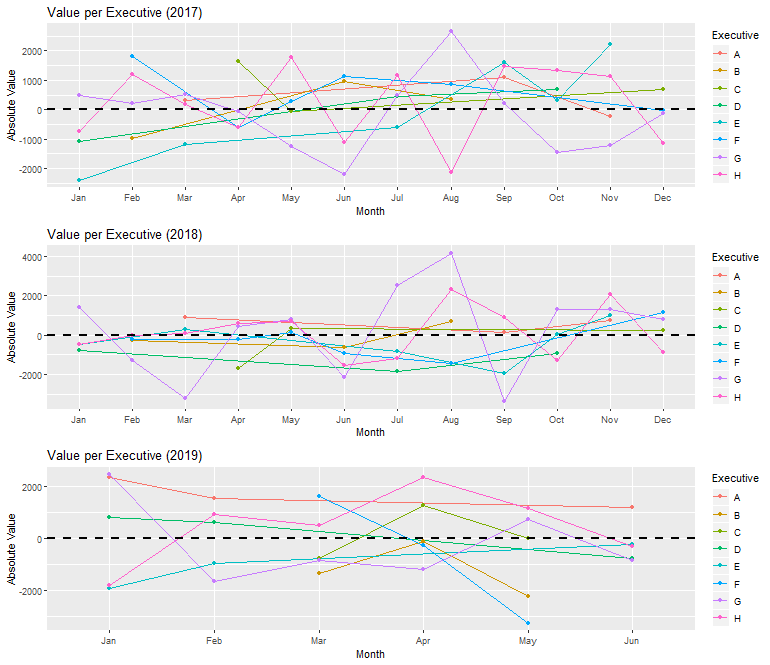 Value per Executive (2017)
Absolute Value
2000
1000
0
-1000
-2000
Jan Feb Mar Apr May Jun Jul Aug Sep Oct Nov Dec
Month
Executive
A
B
C
D
E
F
G
H
Value per Executive (2018)
Absolute Value
4000
2000
0
-2000
Jan Feb Mar Apr May Jun Jul Aug Sep Oct Nov Dec
Month
Executive
A
B
C
D
E
F
G
H
Value per Executive (2019)
Absolute Value
2000
0
-2000
Jan Feb Mar Apr May Jun
Month
Executive
A
B
C
D
E
F
G
H